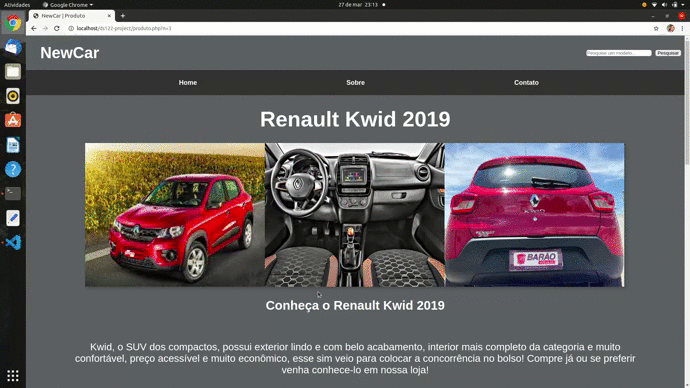 Atividades
Google Chrome
27 de mar 23:13
NewCar | Produto
localhost/ds122-project/produto.php?n=3
NewCar
Pesquise um modelo...
Pesquisar
Home
Sobre
Contato
Renault Kwid 2019
KWID
BARÃO
Conheça o Renault Kwid 2019
Kwid, o SUV dos compactos, possui exterior lindo e com belo acabamento, interior mais completo da categoria e muito
confortável, preço acessível e muito econômico, esse sim veio para colocar a concorrência no bolso! Compre já ou se preferir
venha conhece-lo em nossa loja!